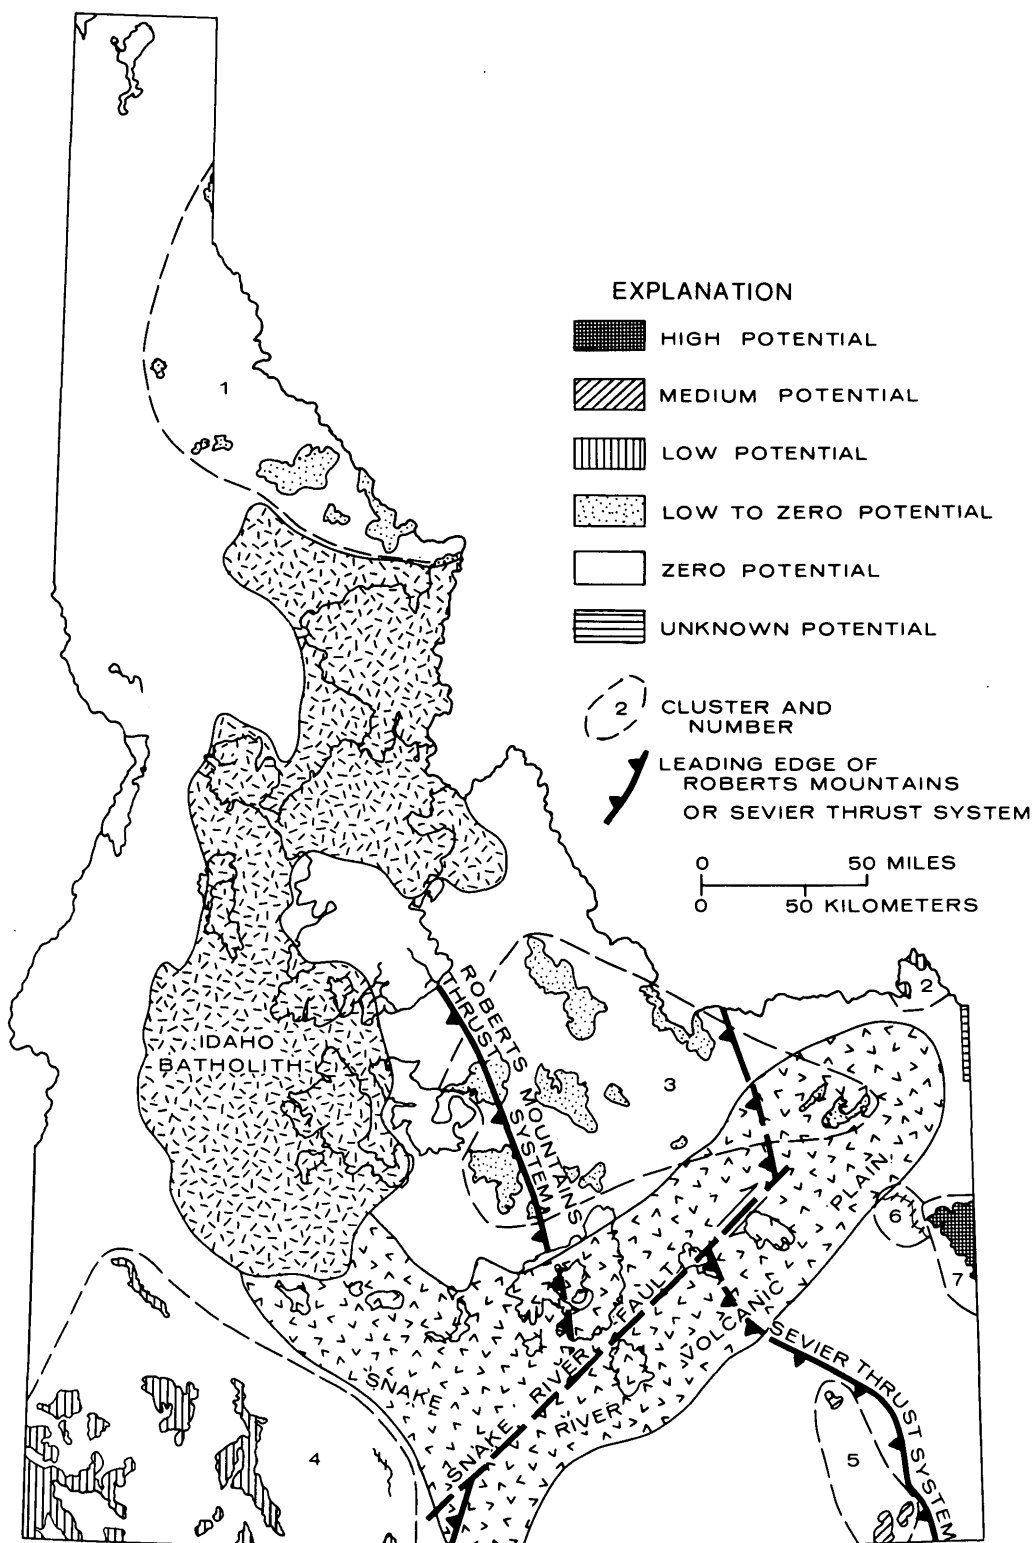 EXPLANATION
HIGH POTENTIAL
MEDIUM POTENTIAL
LOW POTENTIAL
LOW TO ZERO POTENTIAL
ZERO POTENTIAL
UNKNOWN POTENTIAL
2
CLUSTER AND
NUMBER
LEADING EDGE OF
ROBERTS MOUNTAINS
OR SEVIER THRUST SYSTEM
0 50 MILES
0 50 KILOMETERS
1
2
ROBERTS MOUNTAINS
THRUST SYSTEM
3
IDAHO
BATHOLITH
6
7
SNAKE RIVER FAULT
SNAKE RIVER VOLCANIC PLAIN
SEVIER THRUST SYSTEM
4
5